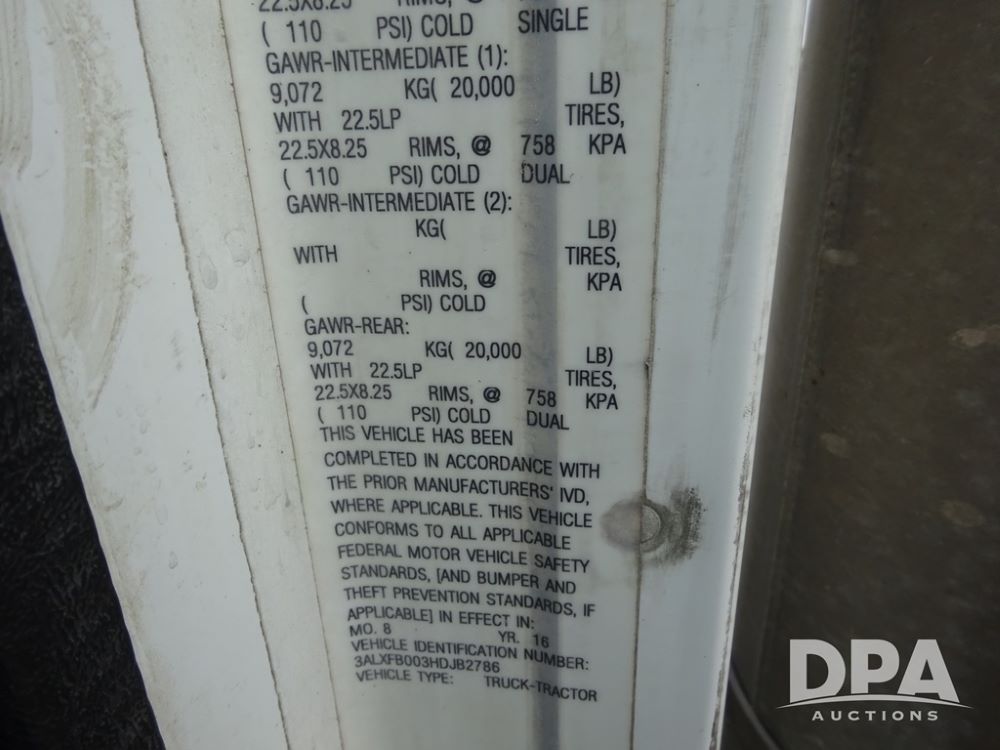 22.5X8.25 RIMS, @
( 110 PSI) COLD SINGLE
GAWR-INTERMEDIATE (1):
9,072 KG( 20,000 LB)
WITH 22.5LP TIRES,
22.5X8.25 RIMS, @ 758 KPA
( 110 PSI) COLD DUAL
GAWR-INTERMEDIATE (2):
KG( LB)
WITH TIRES,
RIMS, @ KPA
( PSI) COLD
GAWR-REAR:
9,072 KG( 20,000 LB)
WITH 22.5LP TIRES,
22.5X8.25 RIMS, @ 758 KPA
( 110 PSI) COLD DUAL
THIS VEHICLE HAS BEEN
COMPLETED IN ACCORDANCE WITH
THE PRIOR MANUFACTURERS' IVD,
WHERE APPLICABLE. THIS VEHICLE
CONFORMS TO ALL APPLICABLE
FEDERAL MOTOR VEHICLE SAFETY
STANDARDS, [AND BUMPER AND
THEFT PREVENTION STANDARDS, IF
APPLICABLE] IN EFFECT IN:
MO. 8 YR. 16
VEHICLE IDENTIFICATION NUMBER:
3ALXFB003HDJB2786
VEHICLE TYPE: TRUCK-TRACTOR
DPA
AUCTIONS